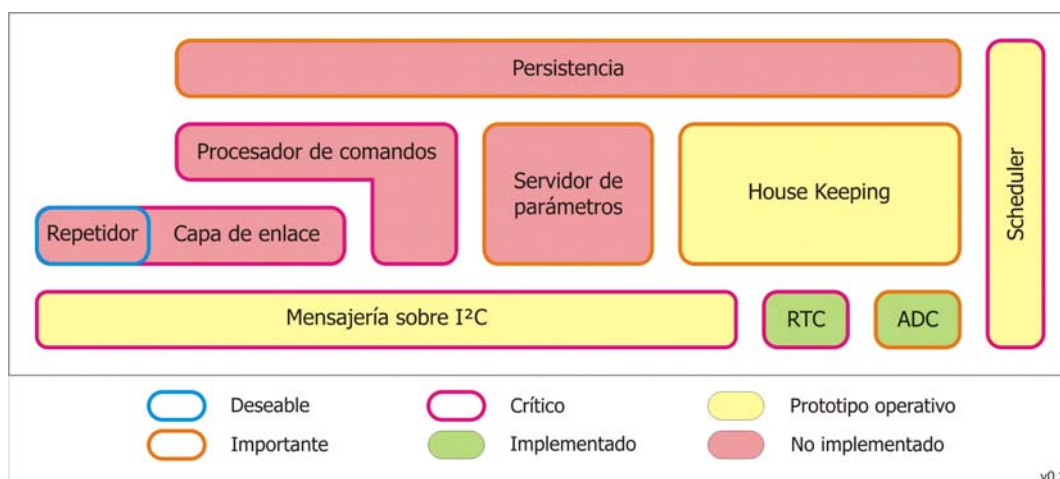 Persistencia
Procesador de comandos
Servidor de
parámetros
House Keeping
Scheduler
Repetidor
Capa de enlace
Mensajería sobre I²C
RTC
ADC
Deseable
Crítico
Prototipo operativo
Importante
Implementado
No implementado